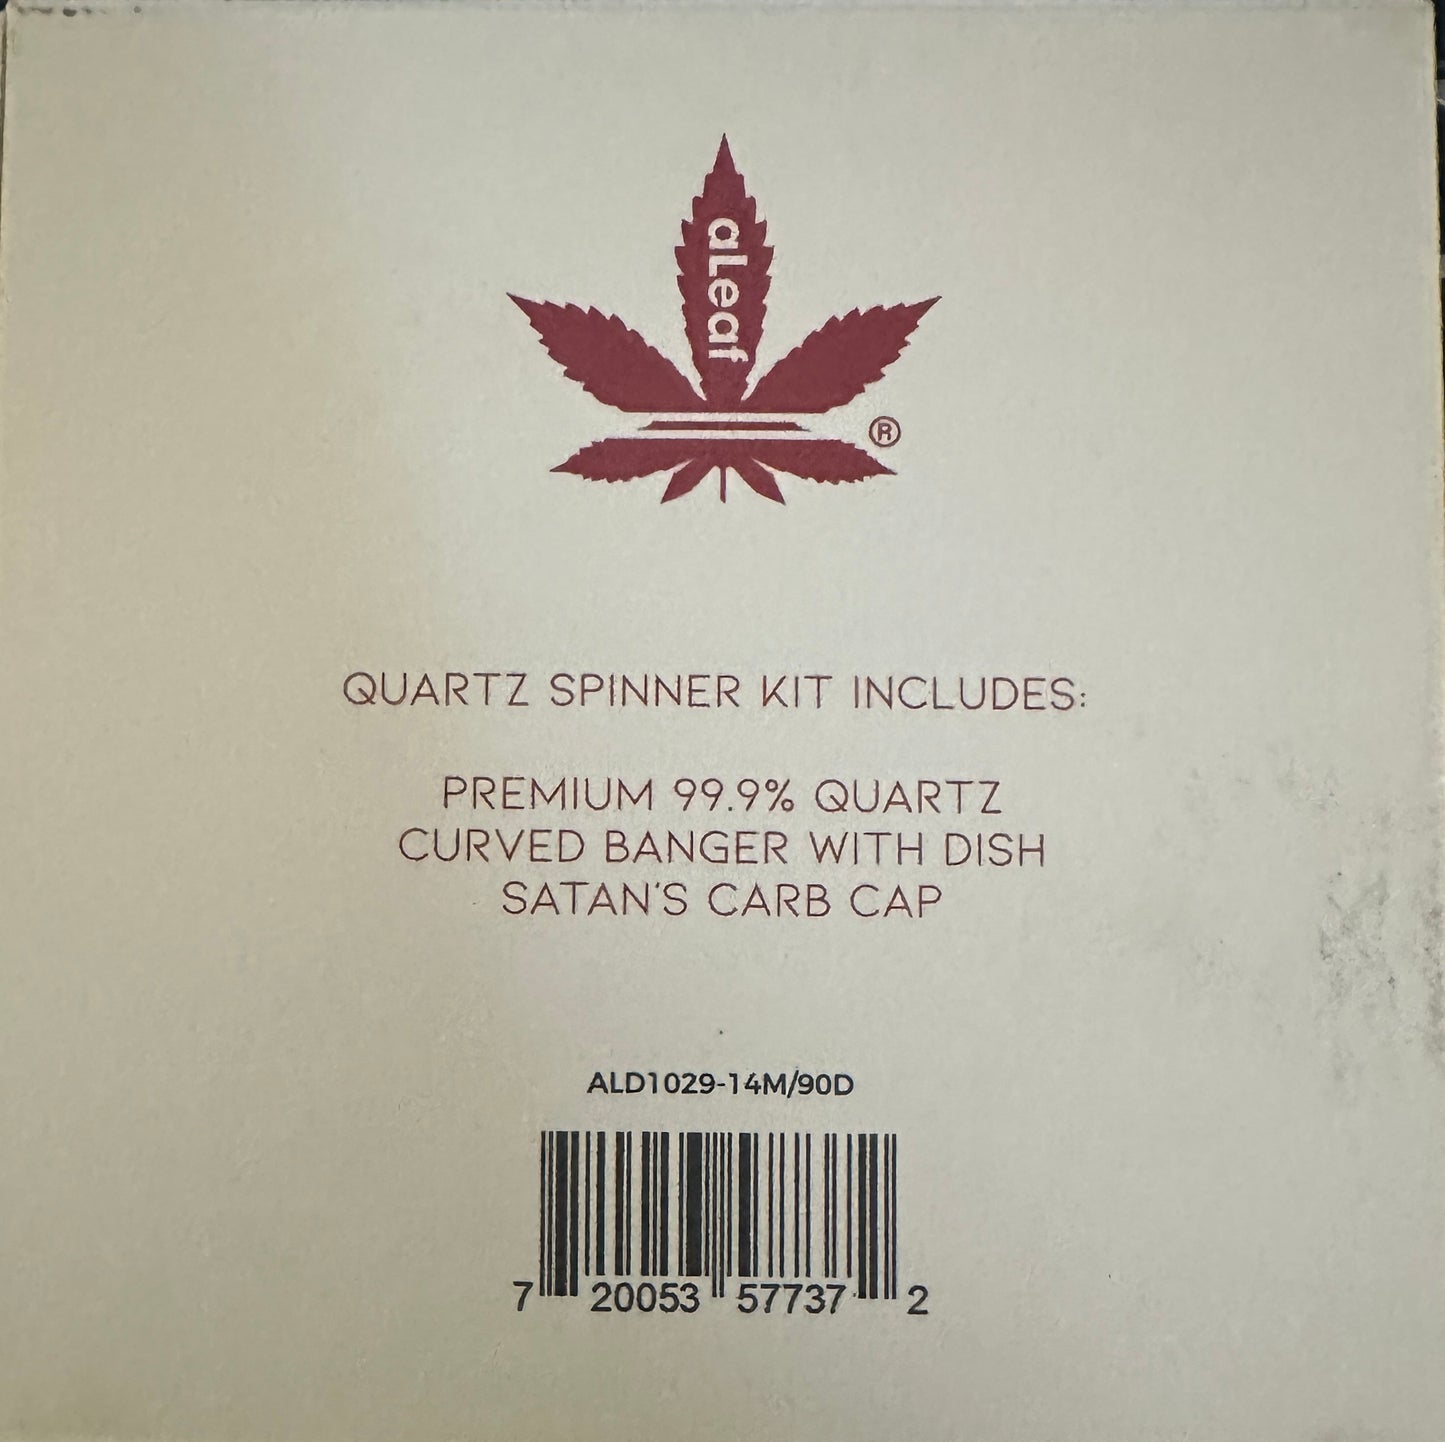 aLeaf
®
QUARTZ SPINNER KIT INCLUDES:
PREMIUM 99.9% QUARTZ
CURVED BANGER WITH DISH
SATAN'S CARB CAP
ALD1029-14M/90D
7 20053 57737 2